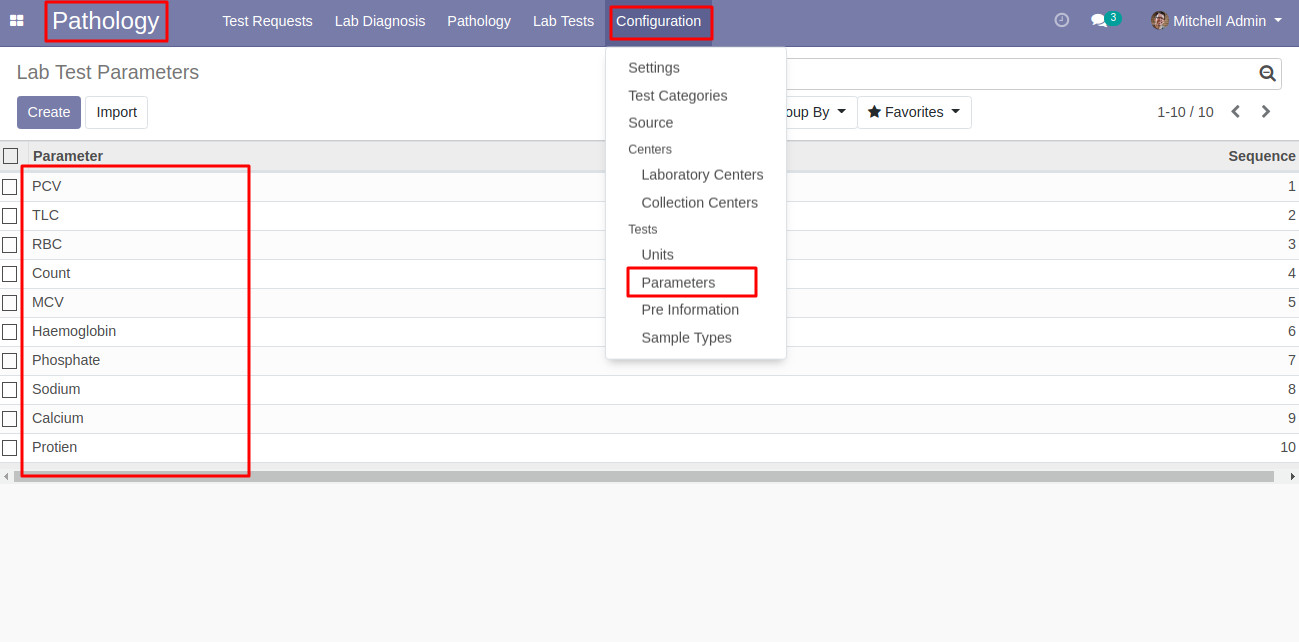 Pathology Test Requests Lab Diagnosis Pathology Lab Tests Configuration 3 Mitchell Admin
Lab Test Parameters
Create Import
oup By Favorites 1-10 / 10
Settings
Test Categories
Source
Centers
Laboratory Centers
Collection Centers
Tests
Units
Parameters
Pre Information
Sample Types
Parameter Sequence
PCV 1
TLC 2
RBC 3
Count 4
MCV 5
Haemoglobin 6
Phosphate 7
Sodium 8
Calcium 9
Protien 10